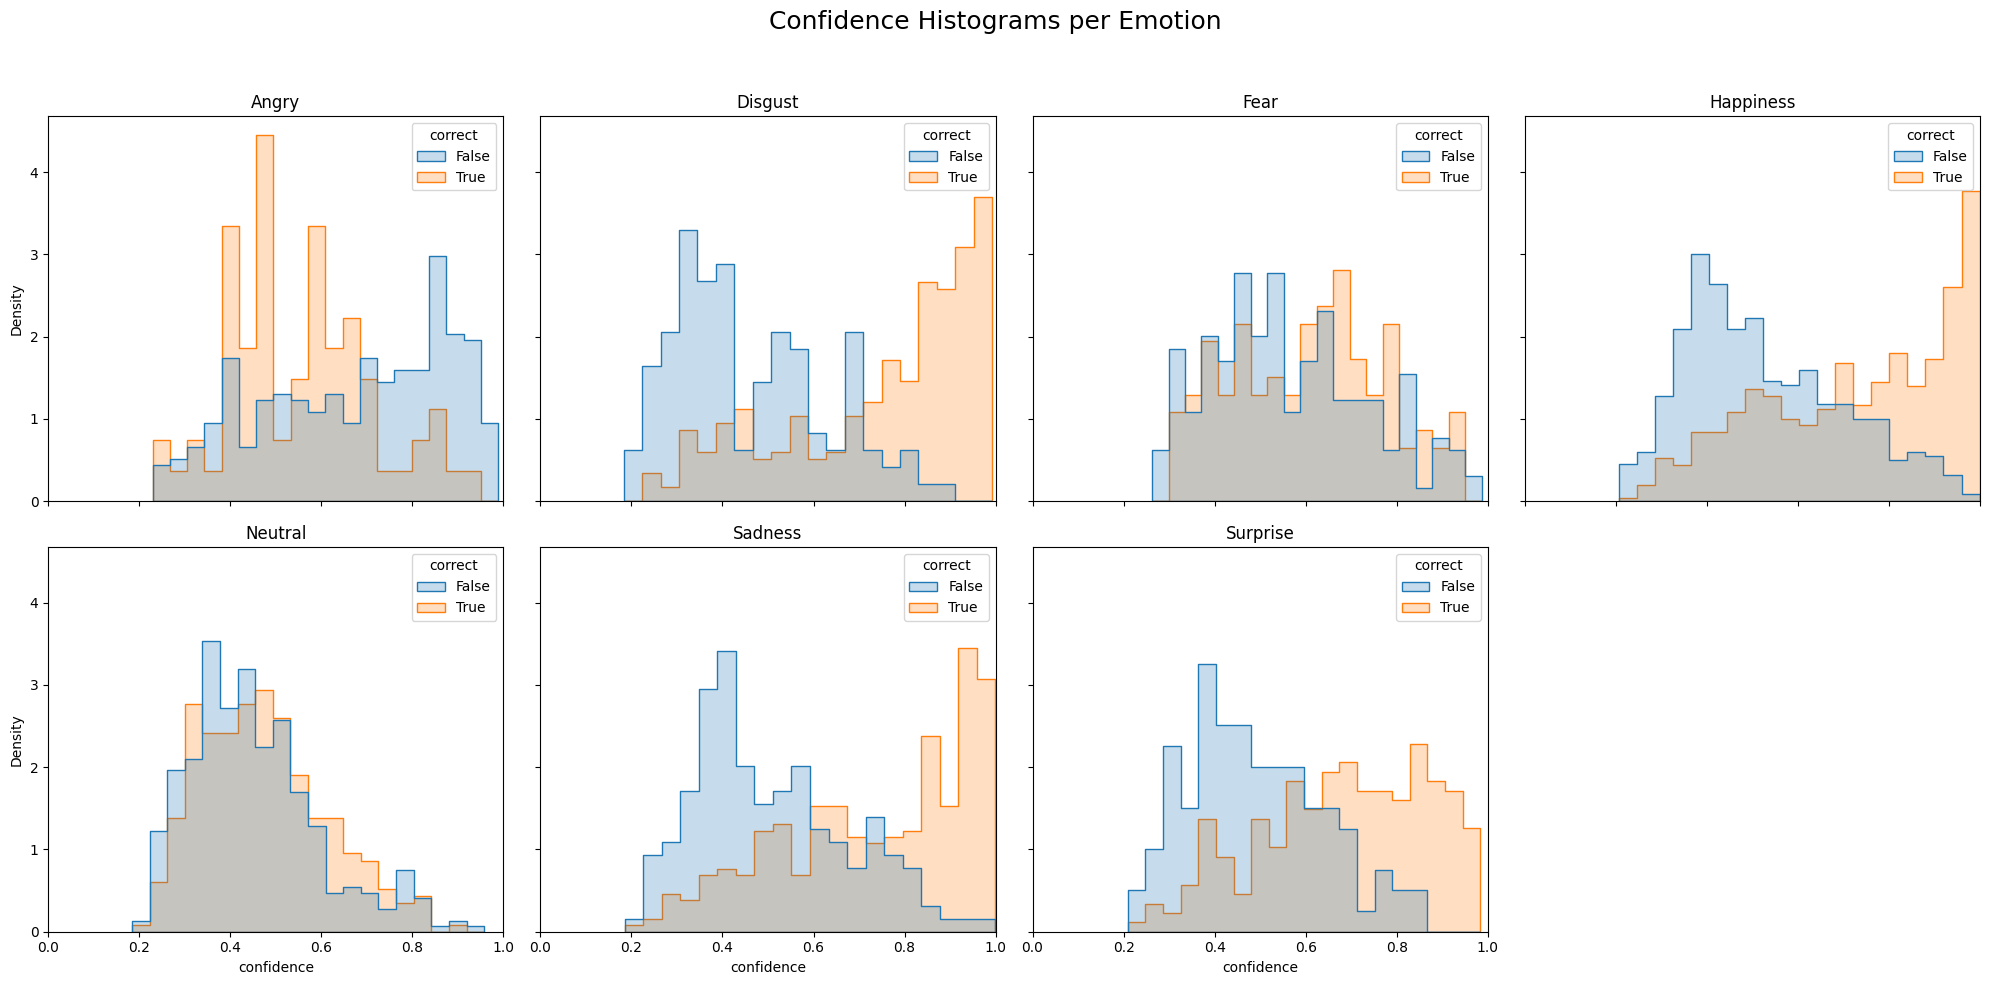 Confidence Histograms per Emotion
Angry
Disgust
Fear
Happiness
correct
False
True
correct
False
True
correct
False
True
correct
False
True
Density
4
3
2
1
0
Neutral
Sadness
Surprise
correct
False
True
correct
False
True
correct
False
True
Density
4
3
2
1
0
0.0 0.2 0.4 0.6 0.8 1.0
0.0 0.2 0.4 0.6 0.8 1.0
0.0 0.2 0.4 0.6 0.8 1.0
confidence
confidence
confidence